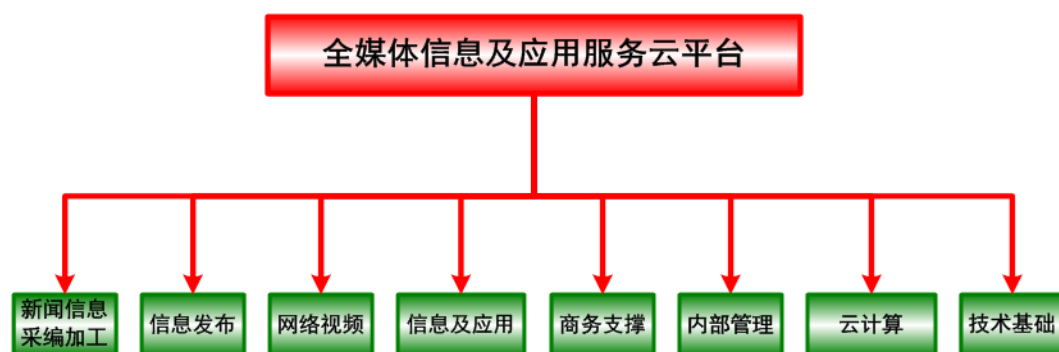 全媒体信息及应用服务云平台
新闻信息
采编加工
信息发布
网络视频
信息及应用
商务支撑
内部管理
云计算
技术基础